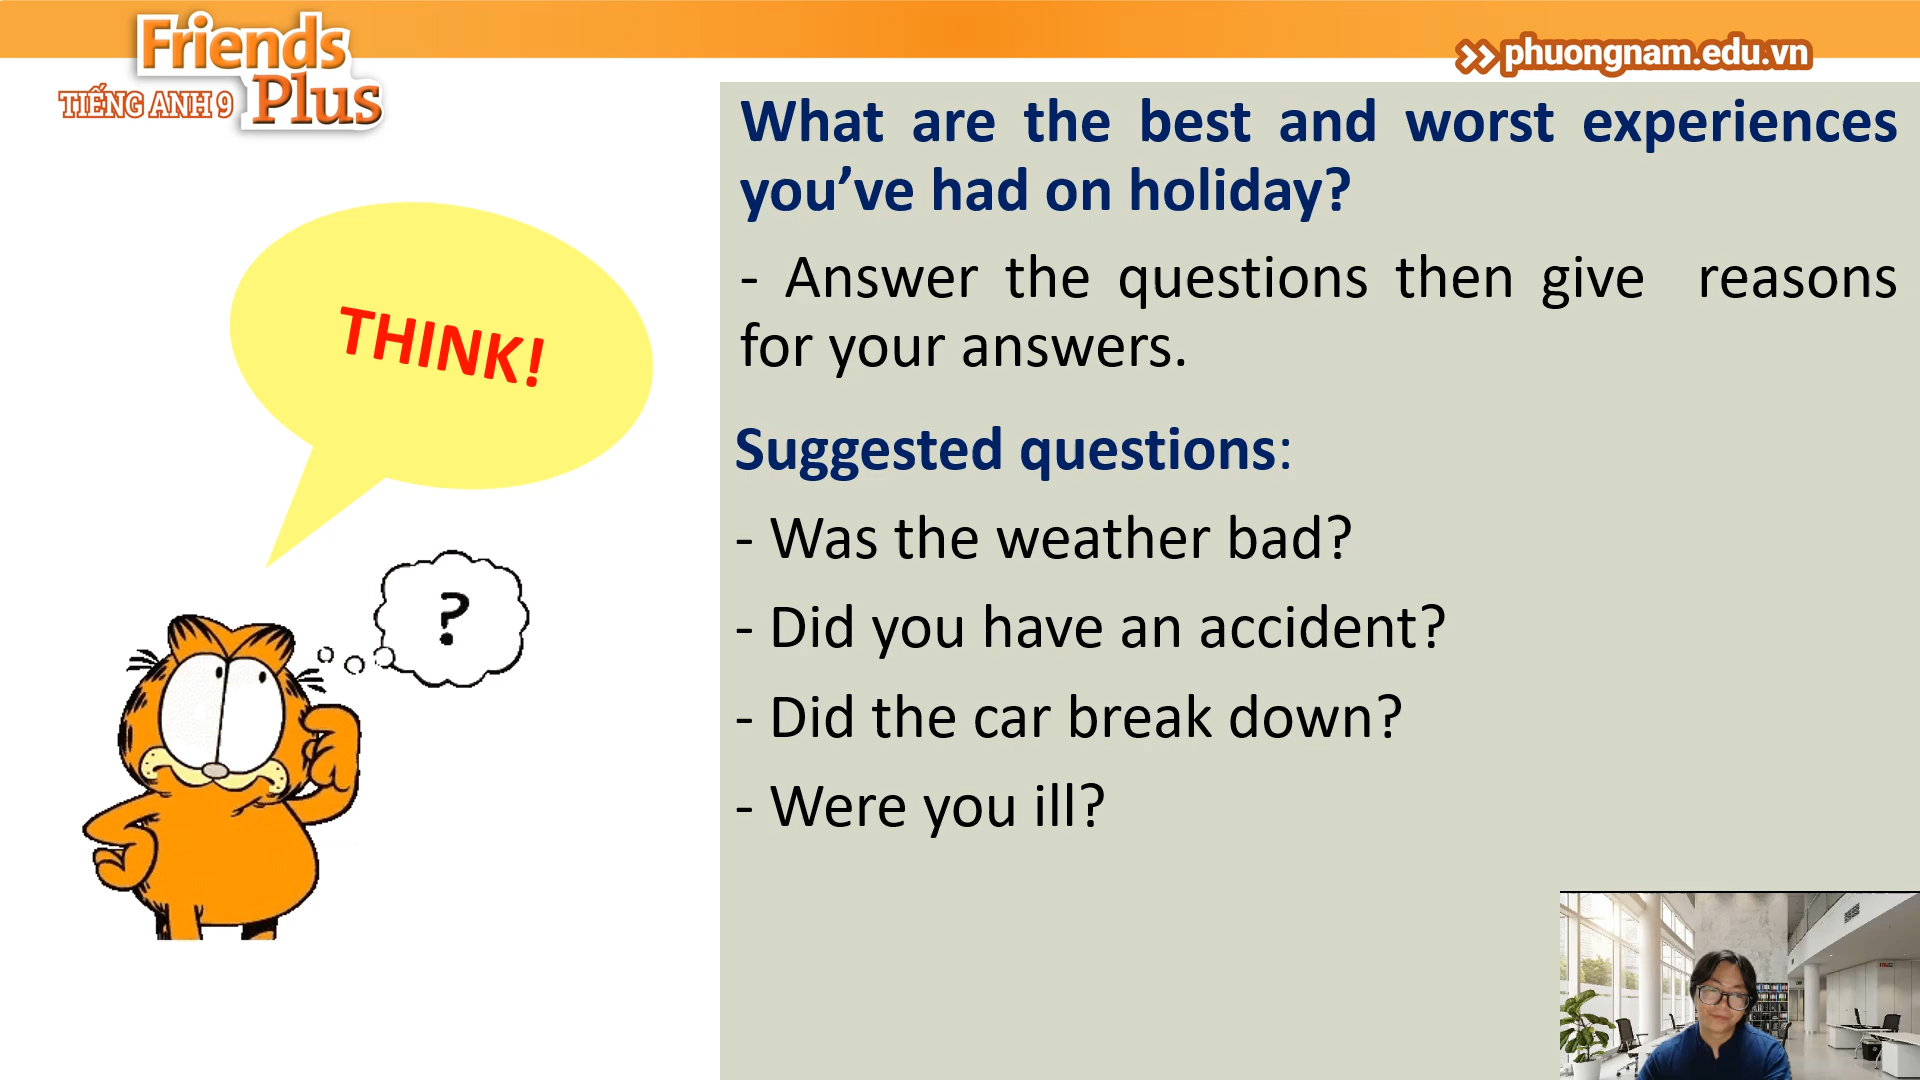 Friends
Plus
TIẾNG ANH 9
>> phuongnam.edu.vn
What are the best and worst experiences
you’ve had on holiday?
- Answer the questions then give reasons
for your answers.
THINK!
Suggested questions:
- Was the weather bad?
- Did you have an accident?
?
- Did the car break down?
- Were you ill?